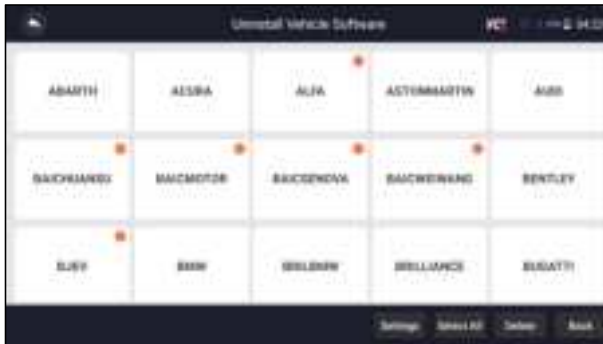 Uninstall Vehicle Software VCI
ABARTH ACURA ALFA ASTONMARTIN AUDI
BAICHUANSU BAICMOTOR BAICSENOVA BAICWEIWANG BENTLEY
BJEV BMW BRILLIANCE BUGATTI
Settings Select All Delete Back